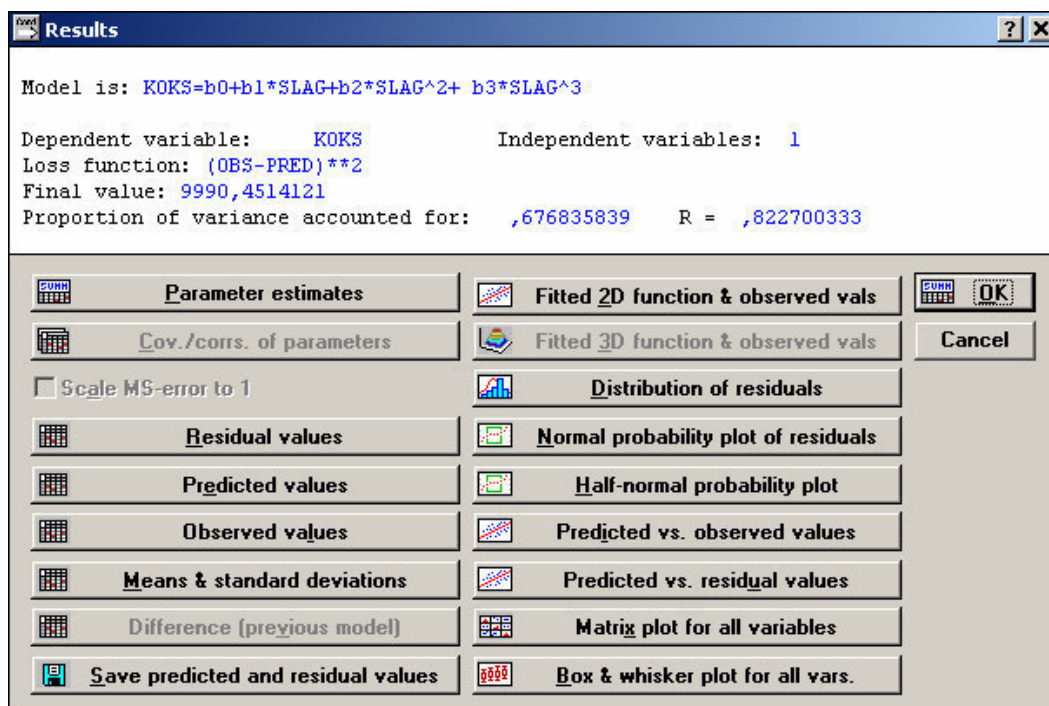 Results
Model is: KOKS=b0+b1*SLAG+b2*SLAG^2+ b3*SLAG^3
Dependent variable: KOKS Independent variables: 1
Loss function: (OBS-PRED)**2
Final value: 9990,4514121
Proportion of variance accounted for: ,676835839 R = ,822700333
Parameter estimates
Fitted 2D function & observed vals
OK
Cov./corrs. of parameters
Fitted 3D function & observed vals
Cancel
Scale MS-error to 1
Distribution of residuals
Residual values
Normal probability plot of residuals
Predicted values
Half-normal probability plot
Observed values
Predicted vs. observed values
Means & standard deviations
Predicted vs. residual values
Difference (previous model)
Matrix plot for all variables
Save predicted and residual values
Box & whisker plot for all vars.